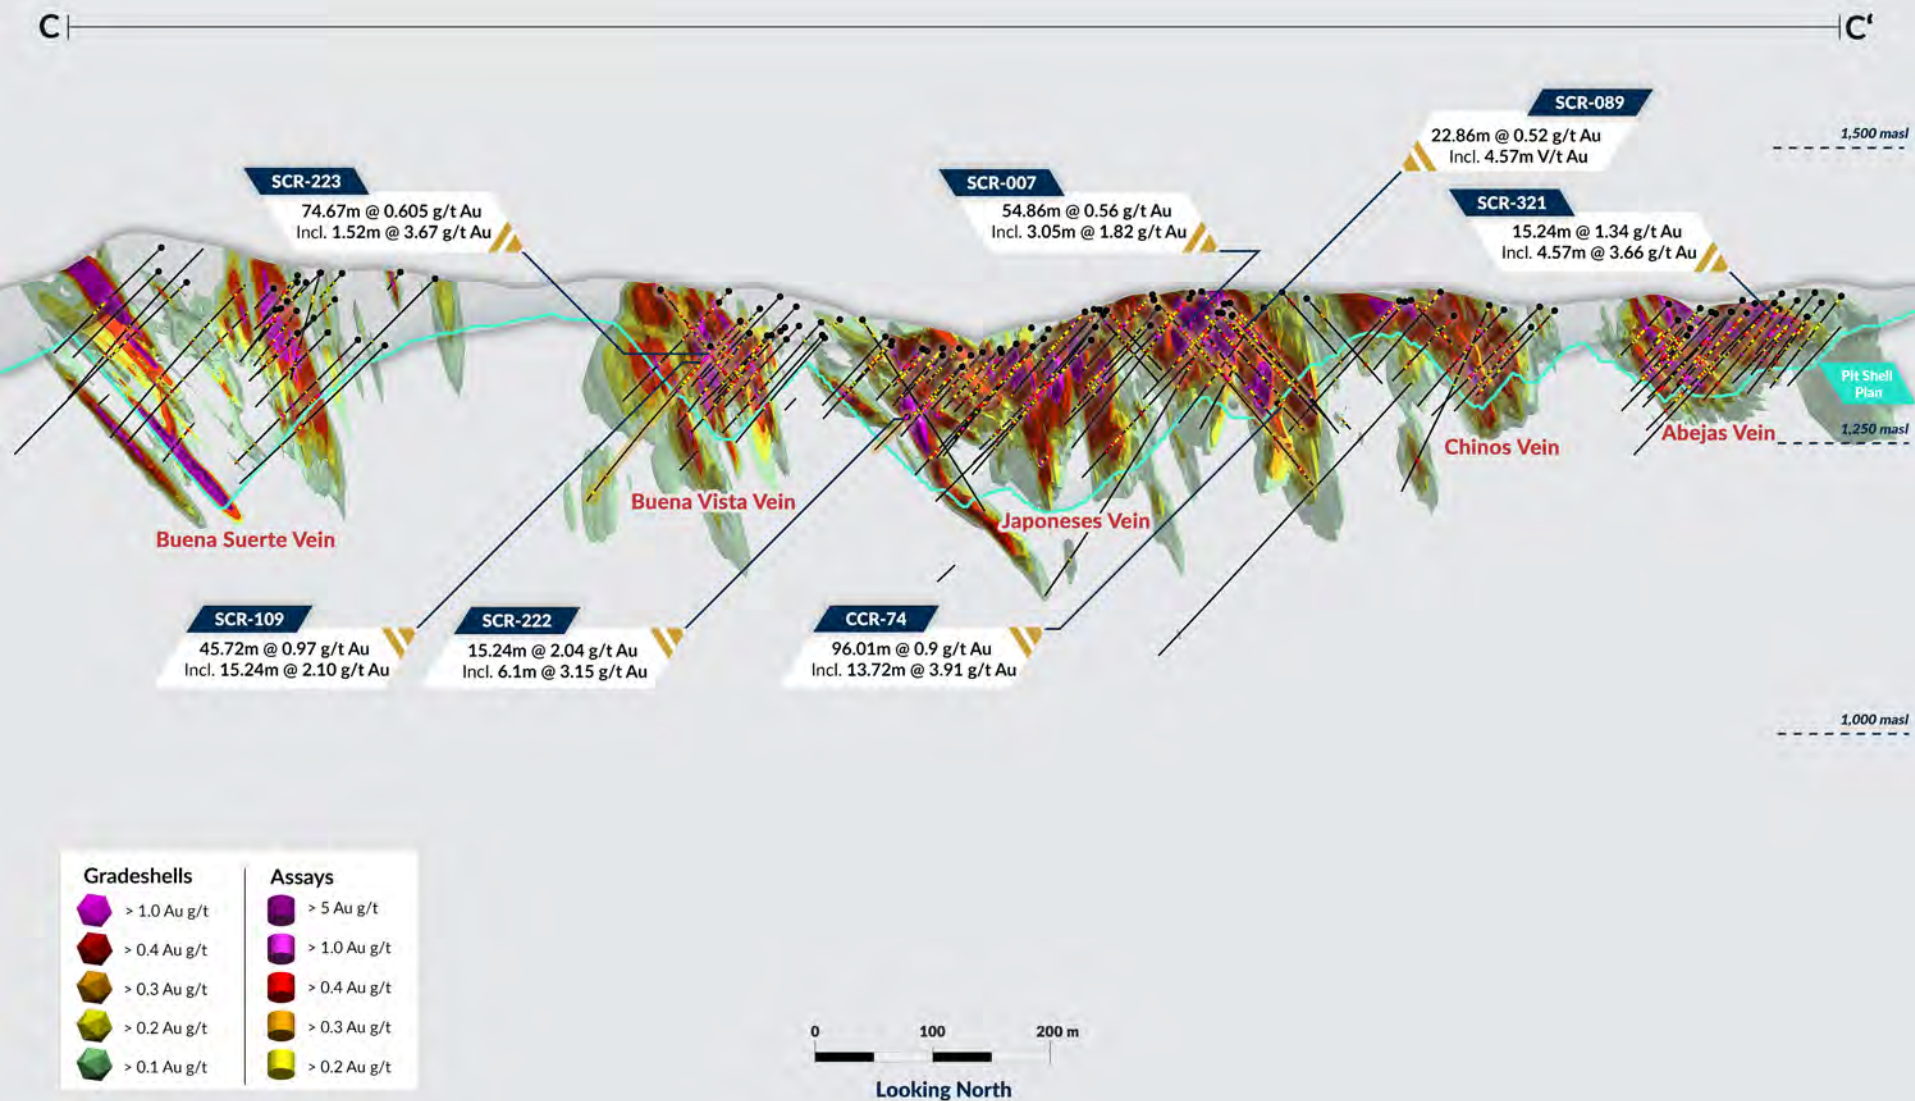 C
C‘
SCR-089
22.86m @ 0.52 g/t Au
Incl. 4.57m V/t Au
1,500 masl
SCR-223
74.67m @ 0.605 g/t Au
Incl. 1.52m @ 3.67 g/t Au
SCR-007
54.86m @ 0.56 g/t Au
Incl. 3.05m @ 1.82 g/t Au
SCR-321
15.24m @ 1.34 g/t Au
Incl. 4.57m @ 3.66 g/t Au
Pit Shell
Plan
1,250 masl
Buena Suerte Vein
Buena Vista Vein
Japoneses Vein
Chinos Vein
Abejas Vein
SCR-109
45.72m @ 0.97 g/t Au
Incl. 15.24m @ 2.10 g/t Au
SCR-222
15.24m @ 2.04 g/t Au
Incl. 6.1m @ 3.15 g/t Au
CCR-74
96.01m @ 0.9 g/t Au
Incl. 13.72m @ 3.91 g/t Au
1,000 masl
Gradeshells
> 1.0 Au g/t
> 0.4 Au g/t
> 0.3 Au g/t
> 0.2 Au g/t
> 0.1 Au g/t
Assays
> 5 Au g/t
> 1.0 Au g/t
> 0.4 Au g/t
> 0.3 Au g/t
> 0.2 Au g/t
0 100 200 m
Looking North